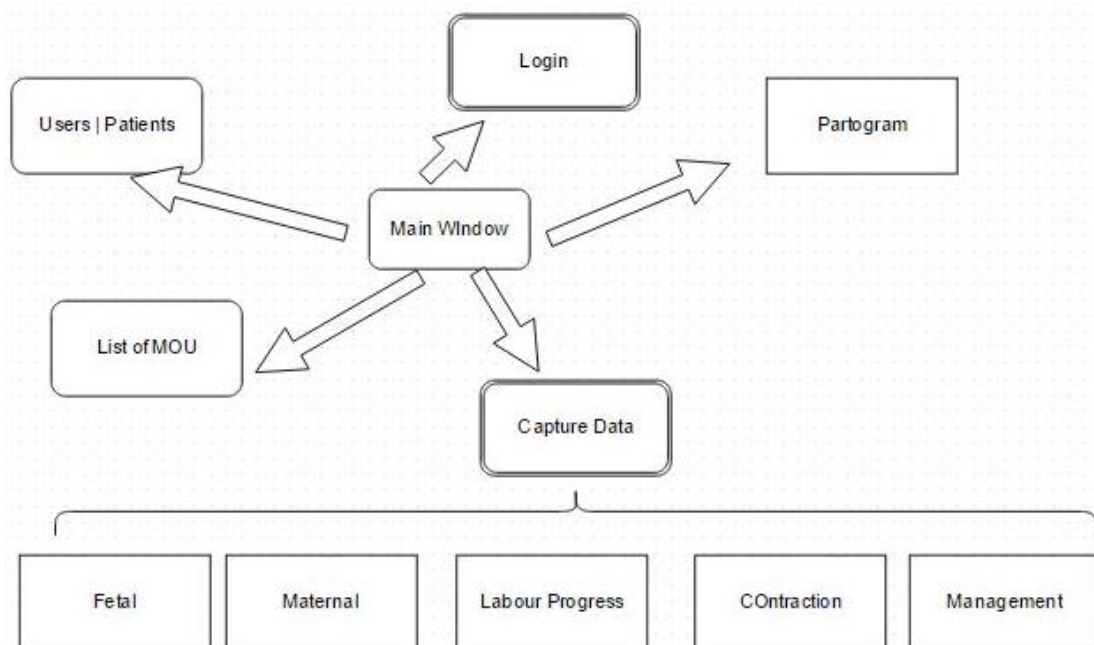 Login
Users | Patients
Partogram
Main WIndow
List of MOU
Capture Data
Fetal
Maternal
Labour Progress
COntraction
Management